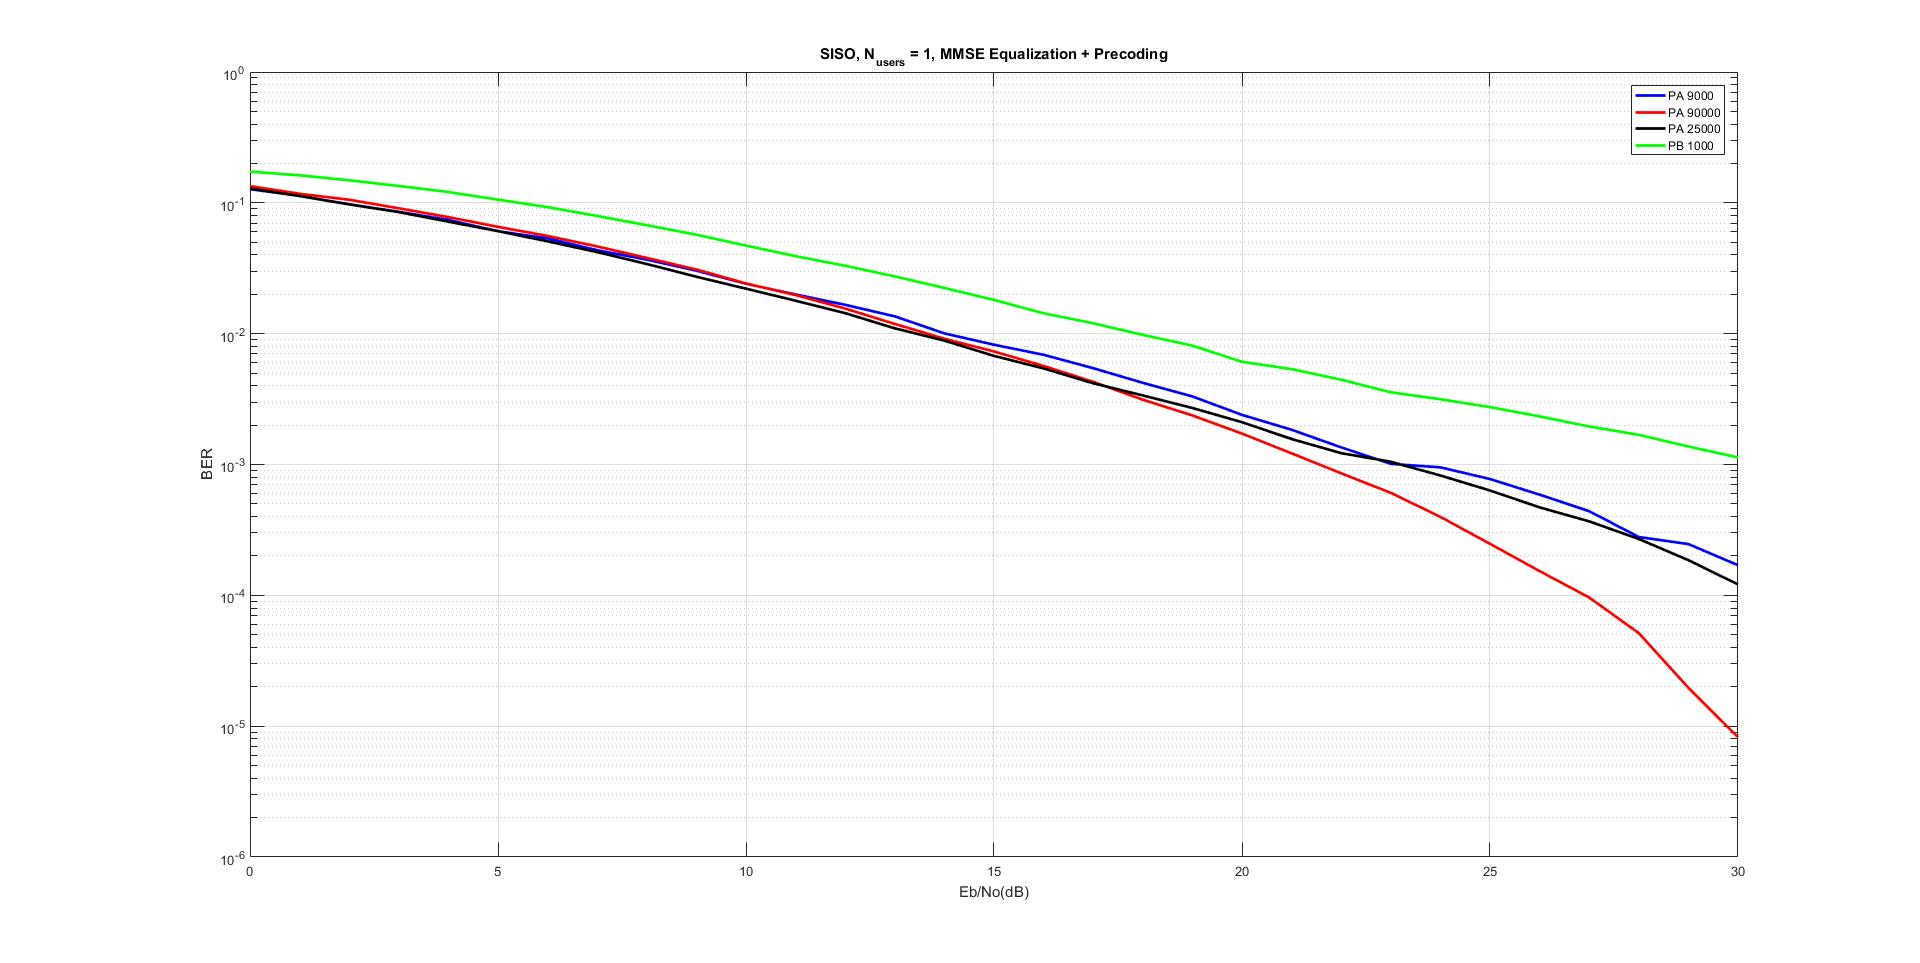 SISO, N_users = 1, MMSE Equalization + Precoding
10^0
10^-1
10^-2
10^-3
10^-4
10^-5
10^-6
BER
PA 9000
PA 90000
PA 25000
PB 1000
0 5 10 15 20 25 30
Eb/No(dB)